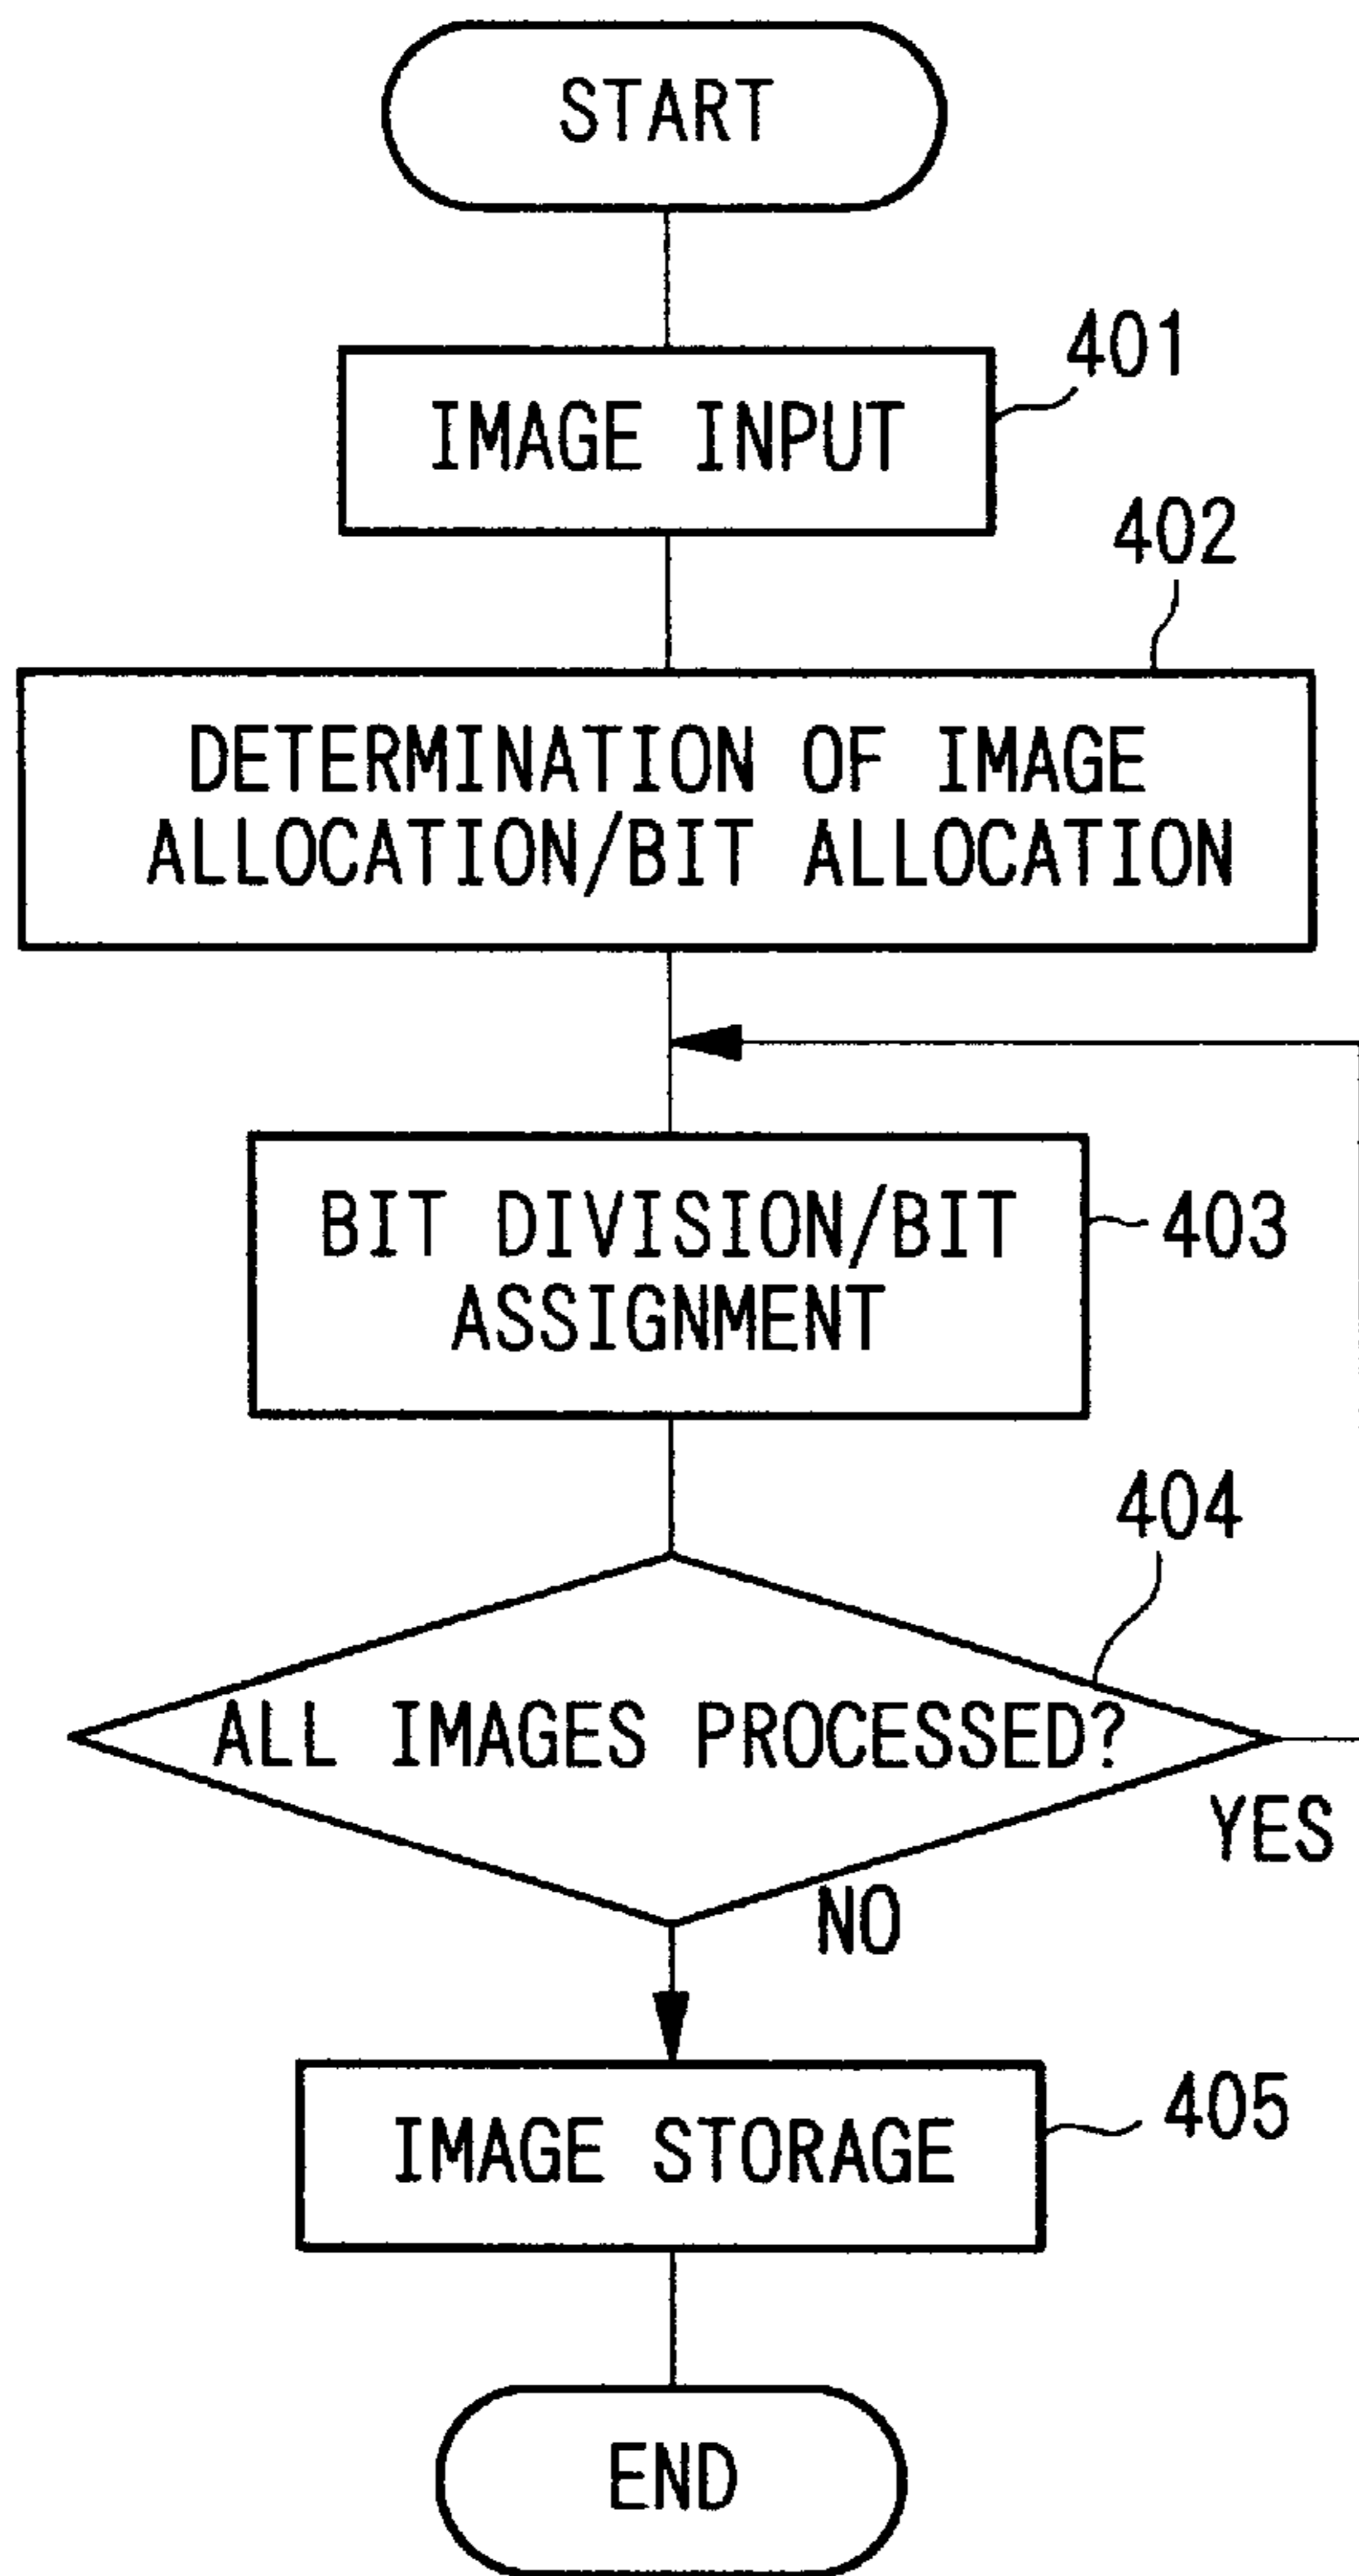 START
401
IMAGE INPUT
402
DETERMINATION OF IMAGE
ALLOCATION/BIT ALLOCATION
BIT DIVISION/BIT
ASSIGNMENT
403
404
ALL IMAGES PROCESSED?
YES
NO
IMAGE STORAGE
405
END